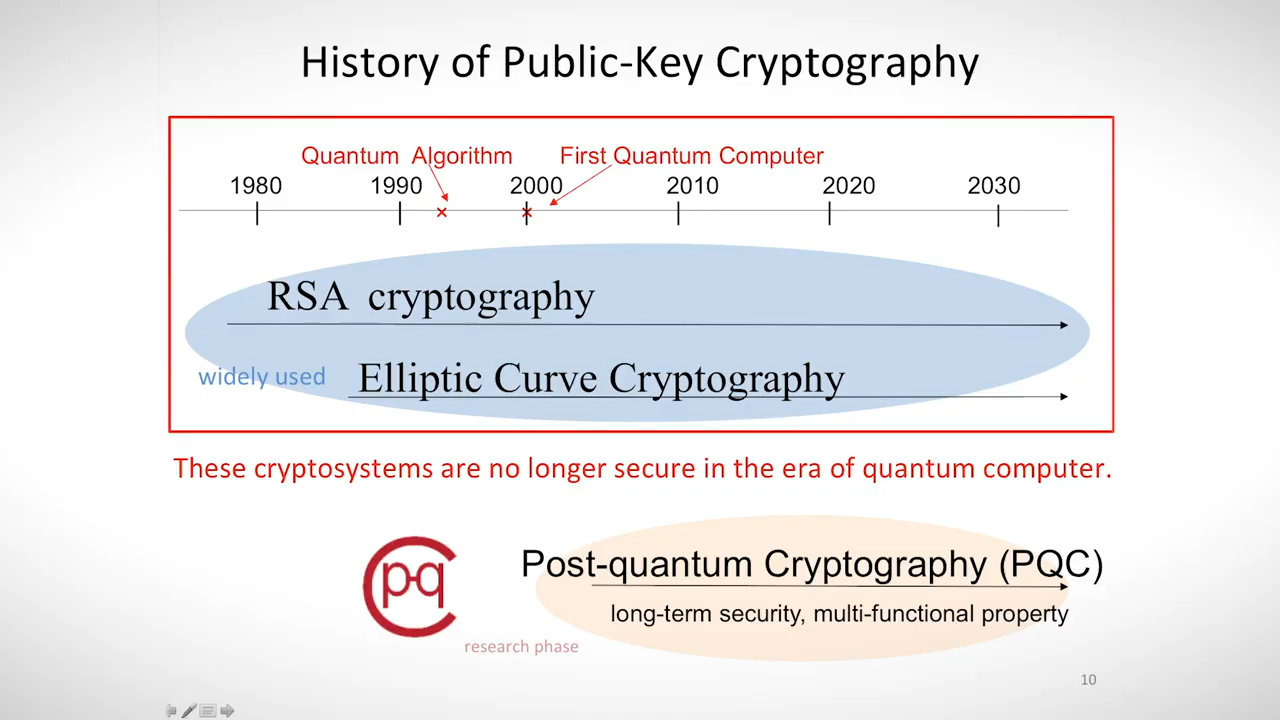 History of Public-Key Cryptography
Quantum Algorithm First Quantum Computer
1980 1990 2000 2010 2020 2030
RSA cryptography
widely used Elliptic Curve Cryptography
These cryptosystems are no longer secure in the era of quantum computer.
Post-quantum Cryptography (PQC)
pq
long-term security, multi-functional property
research phase
10